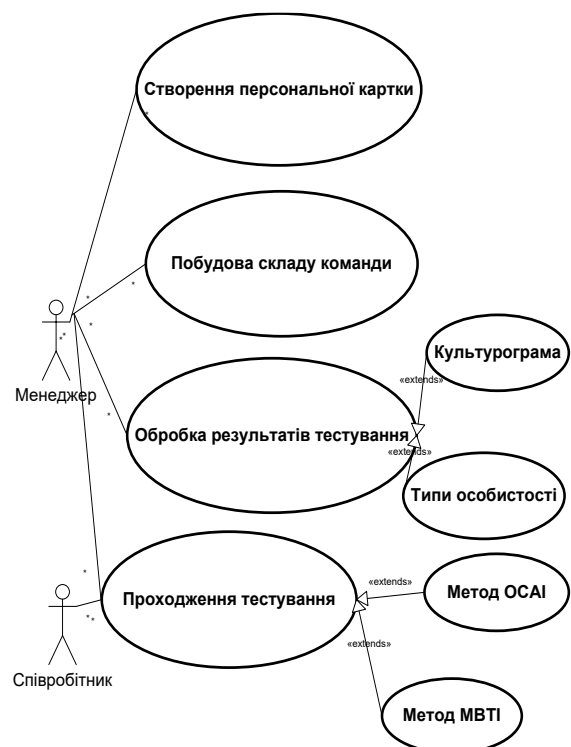 Створення персональної картки
*
Побудова складу команди
*
*
*
*
**
Менеджер
Культурограма
«extends»
*
Обробка результатів тестування
«extends»
Типи особистості
*
Проходження тестування
**
«extends»
Метод OCAI
Співробітник
«extends»
Метод MBTI